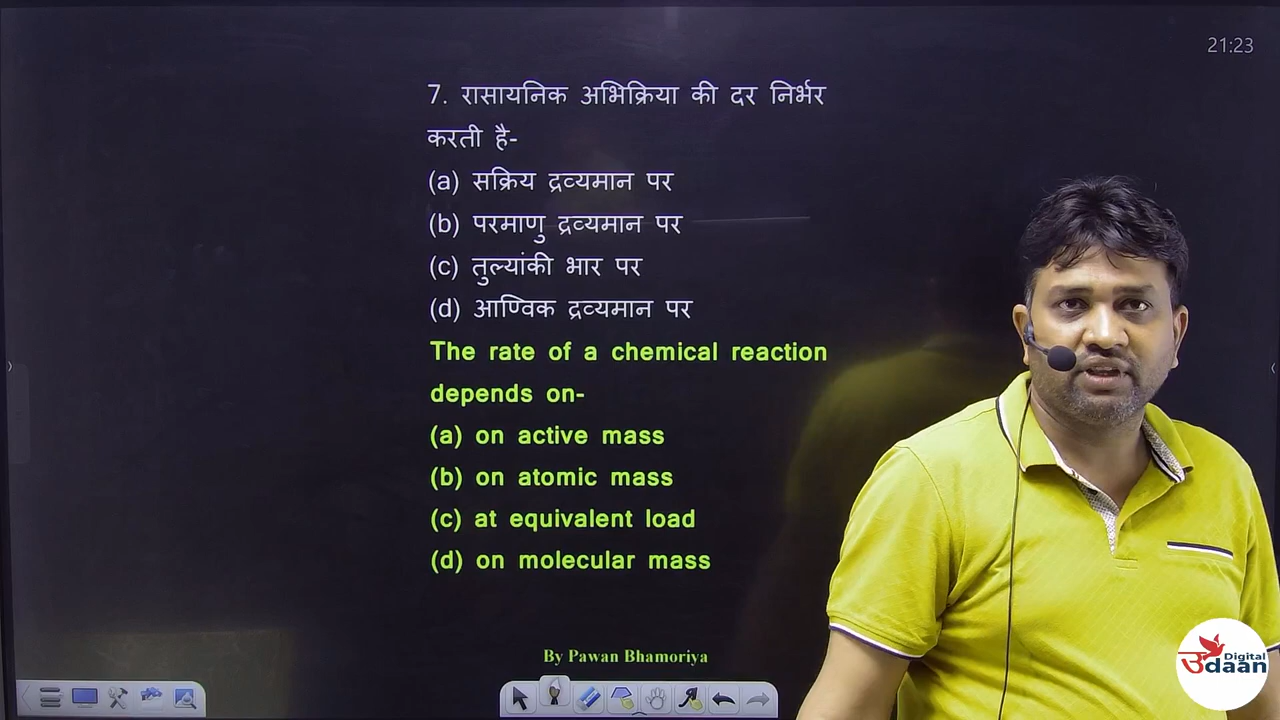 21:23
7. रासायनिक अभिक्रिया की दर निर्भर
करती है-
(a) सक्रिय द्रव्यमान पर
(b) परमाणु द्रव्यमान पर
(c) तुल्यांकी भार पर
(d) आण्विक द्रव्यमान पर
The rate of a chemical reaction
depends on-
(a) on active mass
(b) on atomic mass
(c) at equivalent load
(d) on molecular mass
By Pawan Bhamoriya
Digital
उdaan